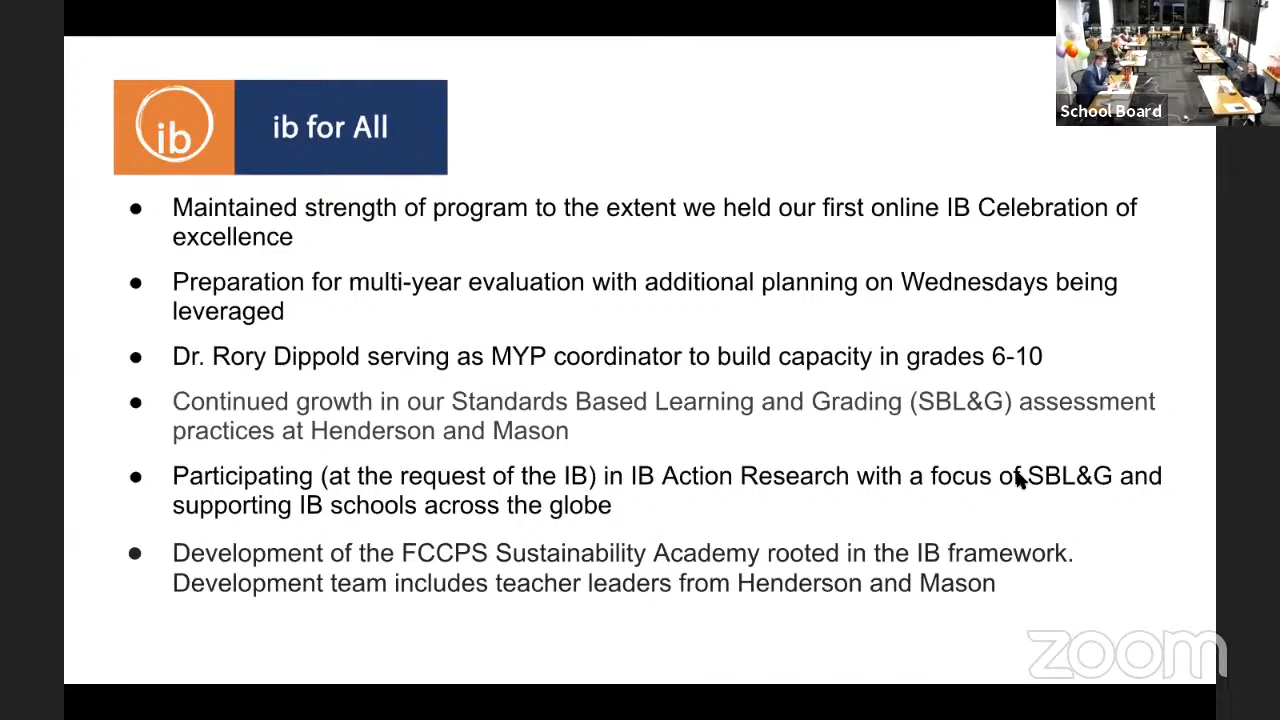 School Board
ib
ib for All
● Maintained strength of program to the extent we held our first online IB Celebration of
excellence
● Preparation for multi-year evaluation with additional planning on Wednesdays being
leveraged
● Dr. Rory Dippold serving as MYP coordinator to build capacity in grades 6-10
● Continued growth in our Standards Based Learning and Grading (SBL&G) assessment
practices at Henderson and Mason
● Participating (at the request of the IB) in IB Action Research with a focus of SBL&G and
supporting IB schools across the globe
● Development of the FCCPS Sustainability Academy rooted in the IB framework.
Development team includes teacher leaders from Henderson and Mason
zoom